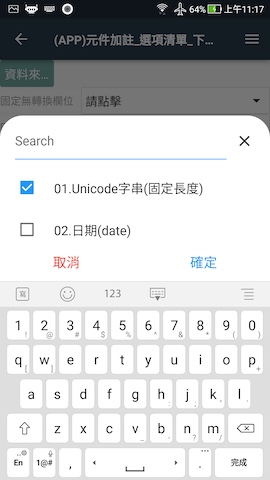 64% 上午11:17
(APP)元件加註_選項清單_下...
資料來...
固定無轉換欄位 請點擊
Search
01.Unicode字串(固定長度)
02.日期(date)
取消 確定
123
1 2 3 4 5 6 7 8 9 0
! @ # $ % ^ & * ( )
q w e r t y u i o p
a s d f g h j k l
z x c v b n m
En 1@# , . 完成